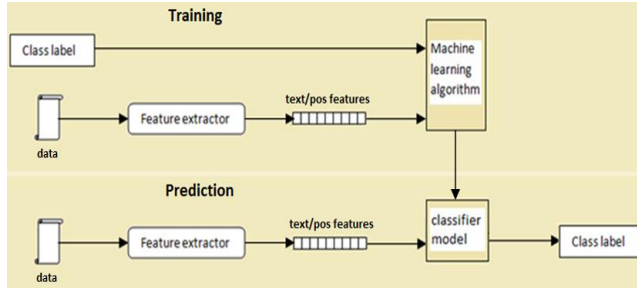 Training
Class label
Machine
learning
algorithm
text/pos features
Feature extractor
data
Prediction
text/pos features
classifier
model
Feature extractor
Class label
data